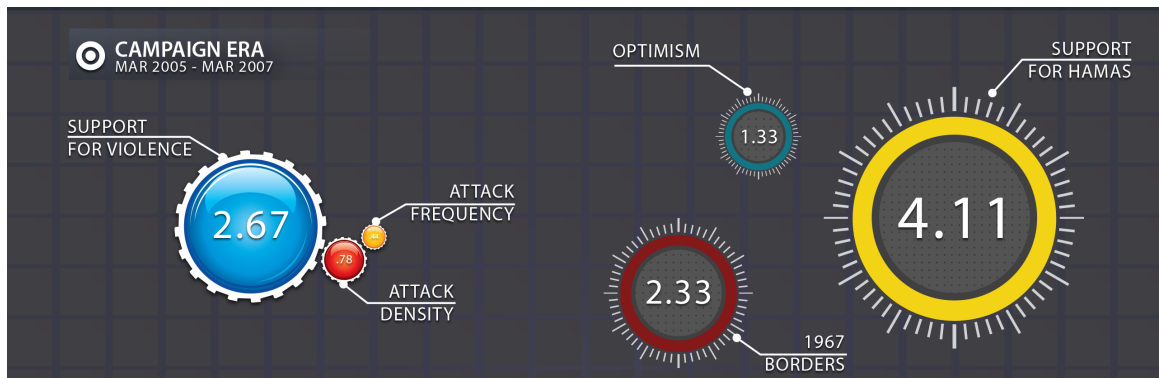 CAMPAIGN ERA
MAR 2005 - MAR 2007
SUPPORT
FOR VIOLENCE
2.67
ATTACK
FREQUENCY
.78
ATTACK
DENSITY
OPTIMISM
1.33
SUPPORT
FOR HAMAS
4.11
2.33
1967
BORDERS